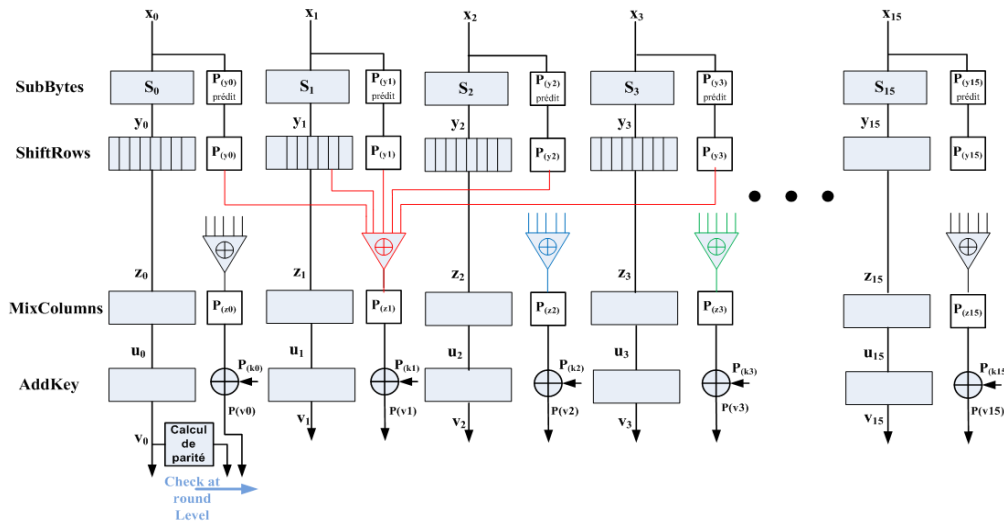 x0 x1 x2 x3 x15
SubBytes S0 P(y0) prédit S1 P(y1) prédit S2 P(y2) prédit S3 P(y3) prédit S15 P(y15) prédit
y0 y1 y2 y3 y15
ShiftRows P(y0) P(y1) P(y2) P(y3) P(y15)
z0 z1 z2 z3 z15
MixColumns P(z0) P(z1) P(z2) P(z3) P(z15)
u0 u1 u2 u3 u15
P(k0) P(k1) P(k2) P(k3) P(k15
AddKey
P(v0) P(v1) P(v2) P(v3) P(v15)
v0 v1 v2 v3 v15
Calcul
de
parité
Check at
round
Level